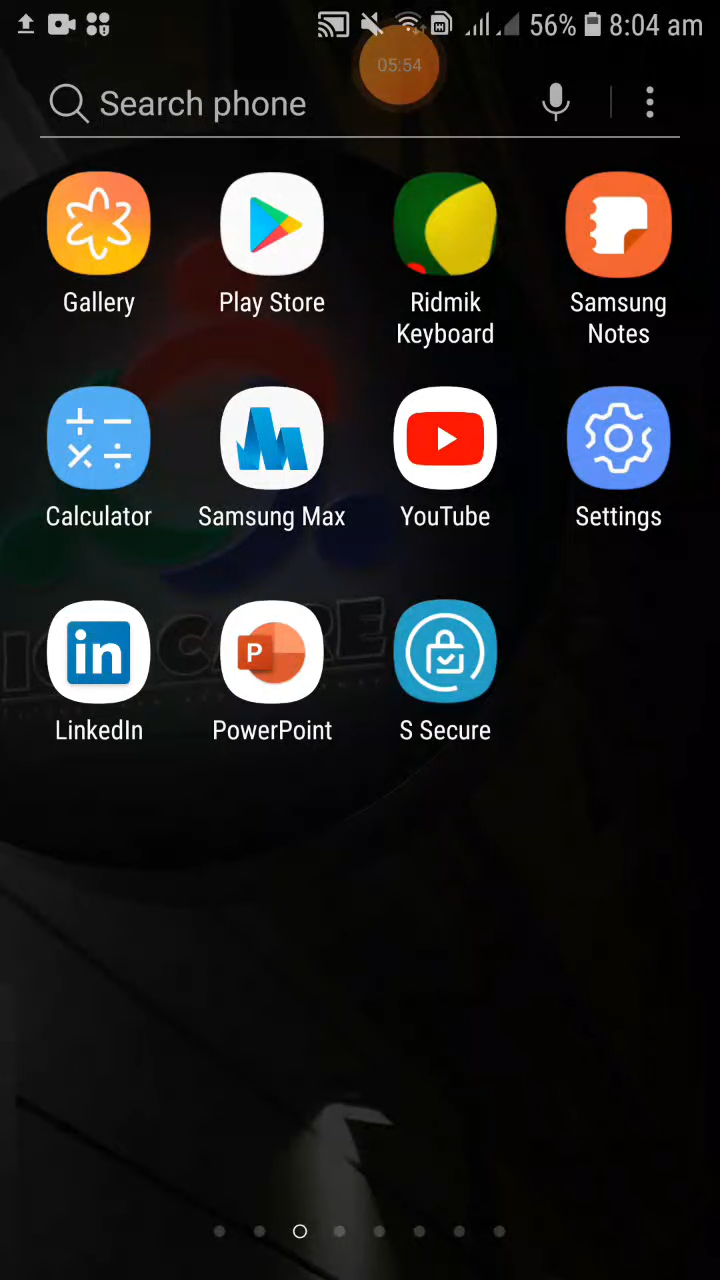 56% 8:04 am
05:54
Search phone
Gallery
Play Store
Ridmik
Keyboard
Samsung
Notes
Calculator
Samsung Max
YouTube
Settings
in
LinkedIn
P
PowerPoint
S Secure